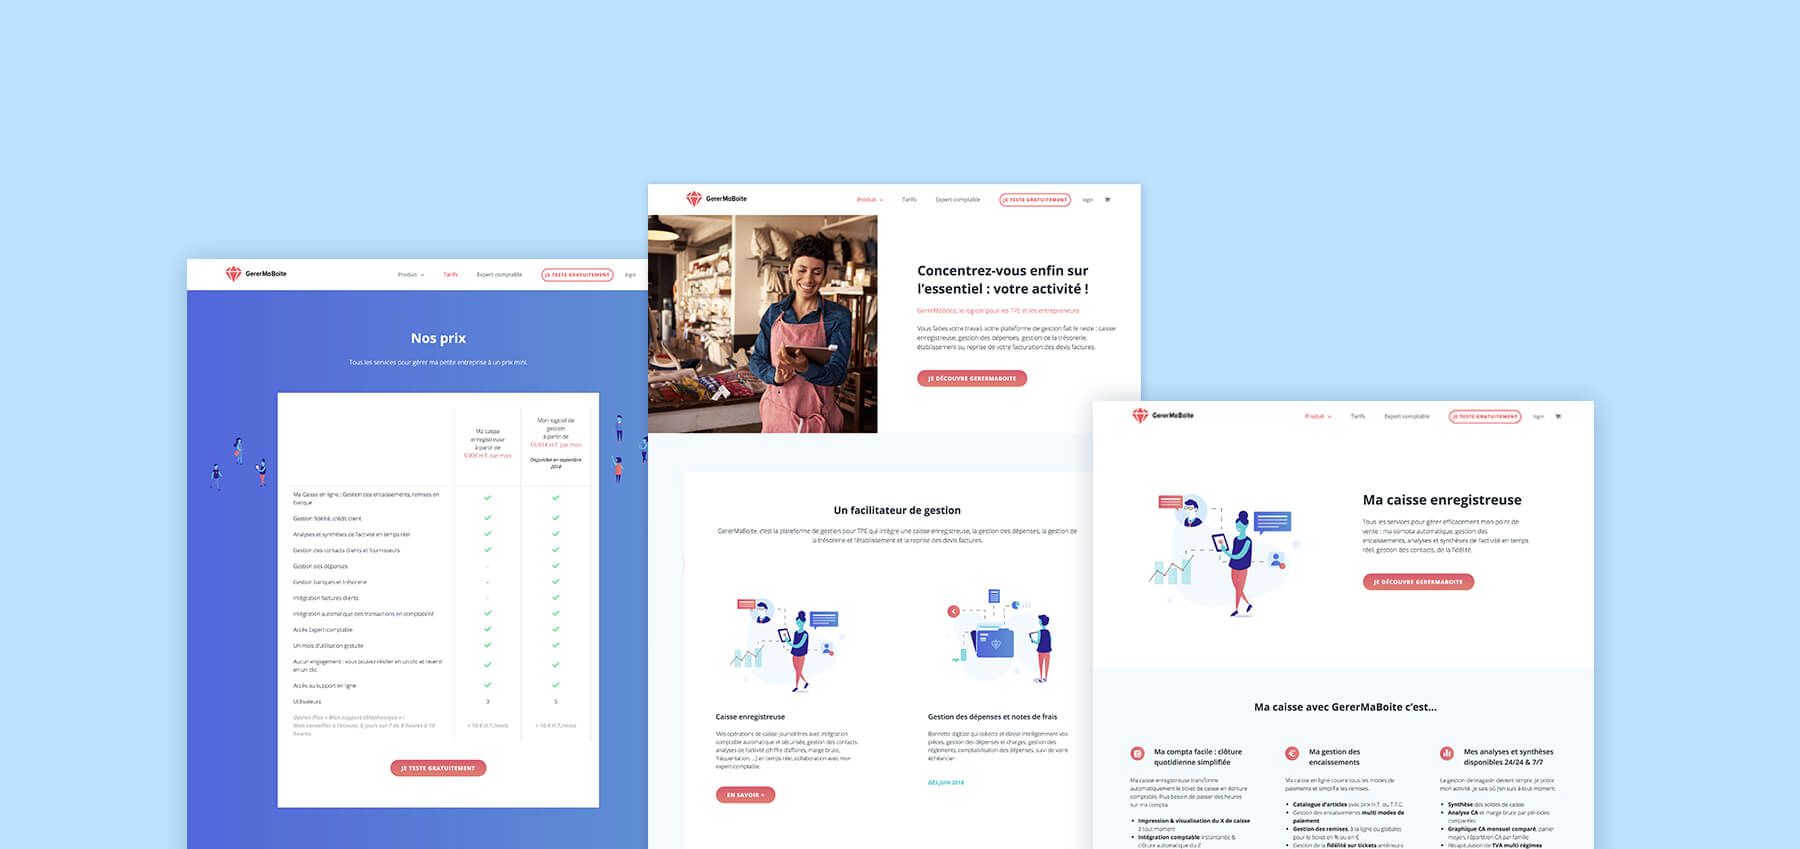 GererMaBoite
Produit
Tarifs
Expert comptable
JE TESTE GRATUITEMENT
login
Nos prix
Tous les services pour gérer ma petite entreprise à un prix mini.
Ma caisse
enregistreuse
à partir de
9,90€ H.T. par mois
Mon logiciel de
gestion
à partir de
15,90 € H.T. par mois
Disponible en septembre
2018
Ma Caisse en ligne : Gestion des encaissements, remises en
banque
Gestion fidélité, crédit client
Analyses et synthèses de l'activité en temps réel
Gestion des contacts clients et fournisseurs
Gestion des dépenses
-
Gestion banques et trésorerie
-
Intégration factures clients
-
Intégration automatique des transactions en comptabilité
Accès Expert-comptable
Un mois d'utilisation gratuite
Aucun engagement : vous pouvez résilier en un clic et revenir
en un clic
Accès au support en ligne
Utilisateurs
3
5
Option Plus « Mon support téléphonique » :
Mon conseiller à l'écoute, 6 jours sur 7 de 8 heures à 19
heures
+ 10 € H.T./mois
+ 10 € H.T./mois
JE TESTE GRATUITEMENT
GererMaBoite
Produit
Tarifs
Expert comptable
JE TESTE GRATUITEMENT
login
Concentrez-vous enfin sur
l'essentiel : votre activité !
GererMaBoite, le logiciel pour les TPE et les entrepreneurs
Vous faites votre travail, votre plateforme de gestion fait le reste : caisse
enregistreuse, gestion des dépenses, gestion de la trésorerie,
établissement ou reprise de votre facturation des devis factures.
JE DÉCOUVRE GERERMABOITE
Un facilitateur de gestion
GererMaBoite, c'est la plateforme de gestion pour TPE qui intègre une caisse enregistreuse, la gestion des dépenses, la gestion de
la trésorerie et l'établissement et la reprise des devis factures.
Caisse enregistreuse
Mes opérations de caisse journalières avec intégration
comptable automatique et sécurisée, gestion des contacts,
analyses de l'activité (chiffre d'affaires, marge brute,
fréquentation, ...) en temps réel, collaboration avec mon
expert-comptable.
EN SAVOIR +
Gestion des dépenses et notes de frais
Bannette digitale qui collecte et classe intelligemment vos
pièces, gestion des dépenses et charges, gestion des
règlements, comptabilisation des dépenses, suivi de votre
échéancier.
DÈS JUIN 2018
GererMaBoite
Produit
Tarifs
Expert comptable
JE TESTE GRATUITEMENT
login
Ma caisse enregistreuse
Tous les services pour gérer efficacement mon point de
vente : ma compta automatique, gestion des
encaissements, analyses et synthèses de l'activité en temps
réel, gestion des contacts, de la fidélité.
JE DÉCOUVRE GERERMABOITE
Ma caisse avec GererMaBoite c'est...
Ma compta facile : clôture
quotidienne simplifiée
Ma caisse enregistreuse transforme
automatiquement le ticket de caisse en écriture
comptable. Plus besoin de passer des heures
sur ma compta.
• Impression & visualisation du X de caisse
à tout moment
• Intégration comptable instantanée &
clôture automatique du Z
Ma gestion des
encaissements
Ma caisse en ligne couvre tous les modes de
paiements et simplifie les remises.
• Catalogue d'articles avec prix H.T. ou T.T.C.
• Gestion des encaissements multi modes de
paiement
• Gestion des remises, à la ligne ou globales
pour le ticket en % ou en €
• Gestion de la fidélité sur tickets antérieurs
Mes analyses et synthèses
disponibles 24/24 & 7/7
La gestion de magasin devient simple. Je pilote
mon activité. Je sais où j'en suis à tout moment.
• Synthèse des soldes de caisse
• Analyse CA et marge brute par périodes
comparées
• Graphique CA mensuel comparé, panier
moyen, répartition CA par famille
• Récapitulation de TVA multi régimes